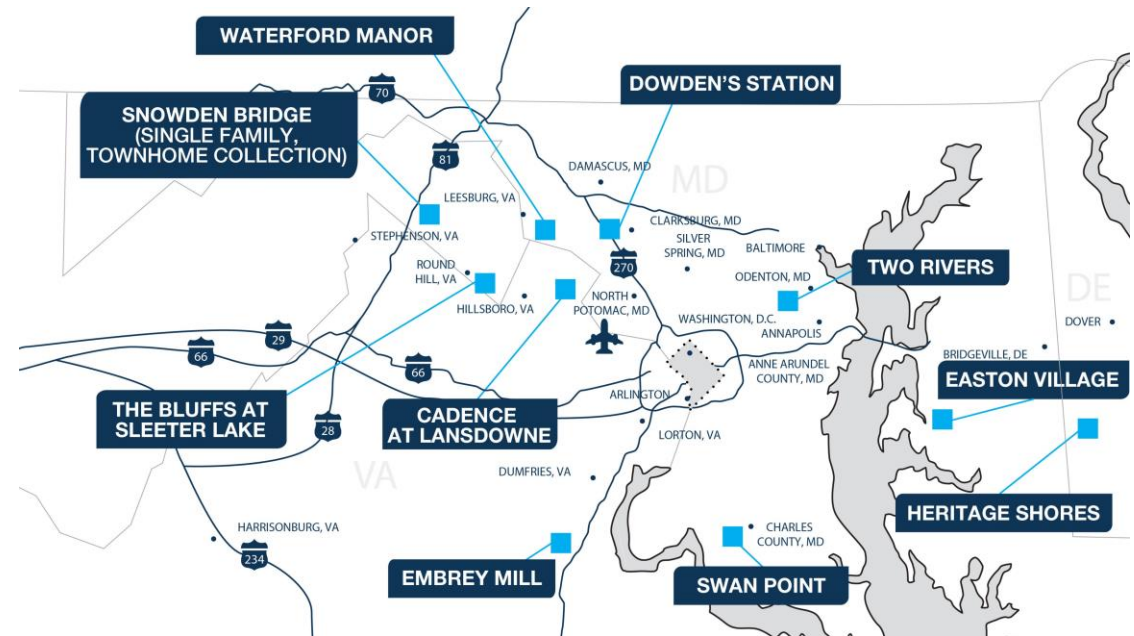 WATERFORD MANOR
DOWDEN'S STATION
70
SNOWDEN BRIDGE
(SINGLE FAMILY,
TOWNHOME COLLECTION)
81
DAMASCUS, MD
MD
LEESBURG, VA
CLARKSBURG, MD
STEPHENSON, VA
SILVER
SPRING, MD
BALTIMORE
ROUND
HILL, VA
270
ODENTON, MD
TWO RIVERS
DE
HILLSBORO, VA
NORTH
POTOMAC, MD
WASHINGTON, D.C.
ANNAPOLIS
DOVER
29
66
66
ANNE ARUNDEL
COUNTY, MD
BRIDGEVILLE, DE
EASTON VILLAGE
THE BLUFFS AT
SLEETER LAKE
28
CADENCE
AT LANSDOWNE
ARLINGTON
LORTON, VA
VA
DUMFRIES, VA
HERITAGE SHORES
HARRISONBURG, VA
234
CHARLES
COUNTY, MD
EMBREY MILL
SWAN POINT